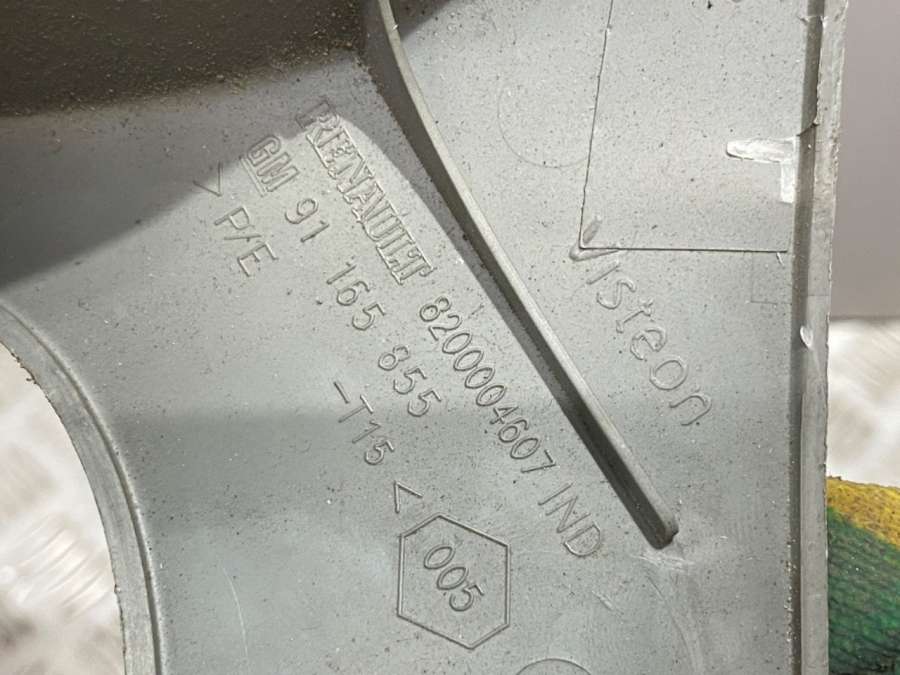 RENAULT 8200004607 IND
GM 91 165 855
>P/E -T15<
005
Visteon